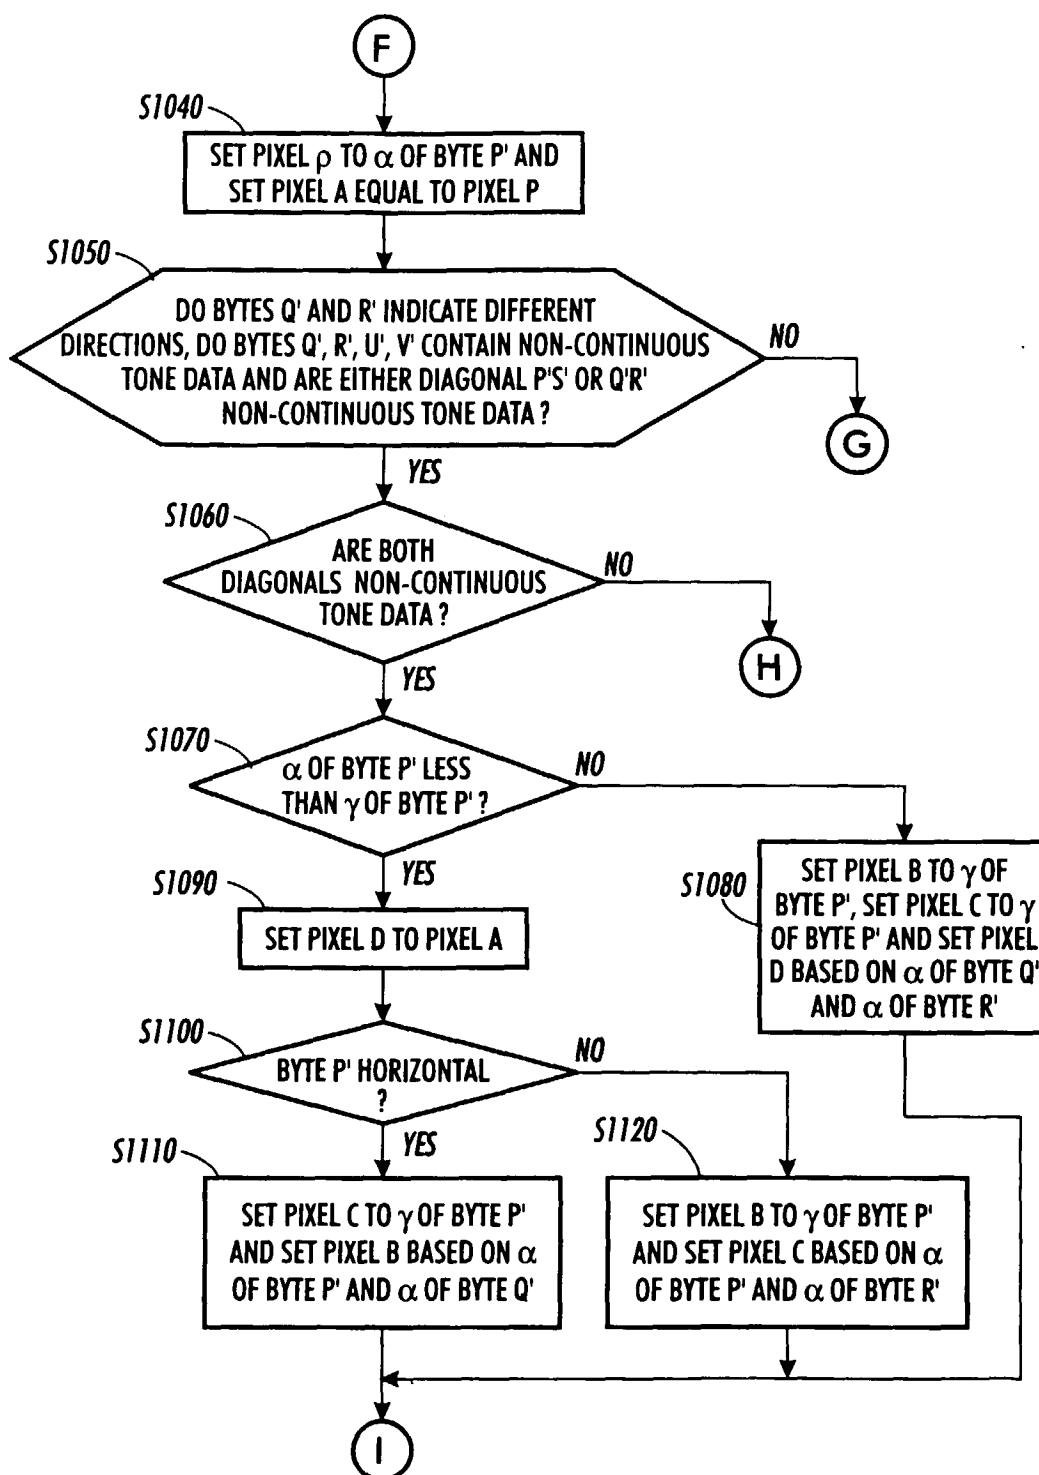 F
S1040
SET PIXEL ρ TO α OF BYTE P' AND
SET PIXEL A EQUAL TO PIXEL P
S1050
DO BYTES Q' AND R' INDICATE DIFFERENT
DIRECTIONS, DO BYTES Q', R', U', V' CONTAIN NON-CONTINUOUS
TONE DATA AND ARE EITHER DIAGONAL P'S' OR Q'R'
NON-CONTINUOUS TONE DATA ?
NO
G
YES
S1060
ARE BOTH
DIAGONALS NON-CONTINUOUS
TONE DATA ?
NO
H
YES
S1070
α OF BYTE P' LESS
THAN γ OF BYTE P' ?
NO
YES
S1080
SET PIXEL B TO γ OF
BYTE P', SET PIXEL C TO γ
OF BYTE P' AND SET PIXEL
D BASED ON α OF BYTE Q'
AND α OF BYTE R'
S1090
SET PIXEL D TO PIXEL A
S1100
BYTE P' HORIZONTAL
?
NO
YES
S1110
SET PIXEL C TO γ OF BYTE P'
AND SET PIXEL B BASED ON α
OF BYTE P' AND α OF BYTE Q'
S1120
SET PIXEL B TO γ OF BYTE P'
AND SET PIXEL C BASED ON α
OF BYTE P' AND α OF BYTE R'
I